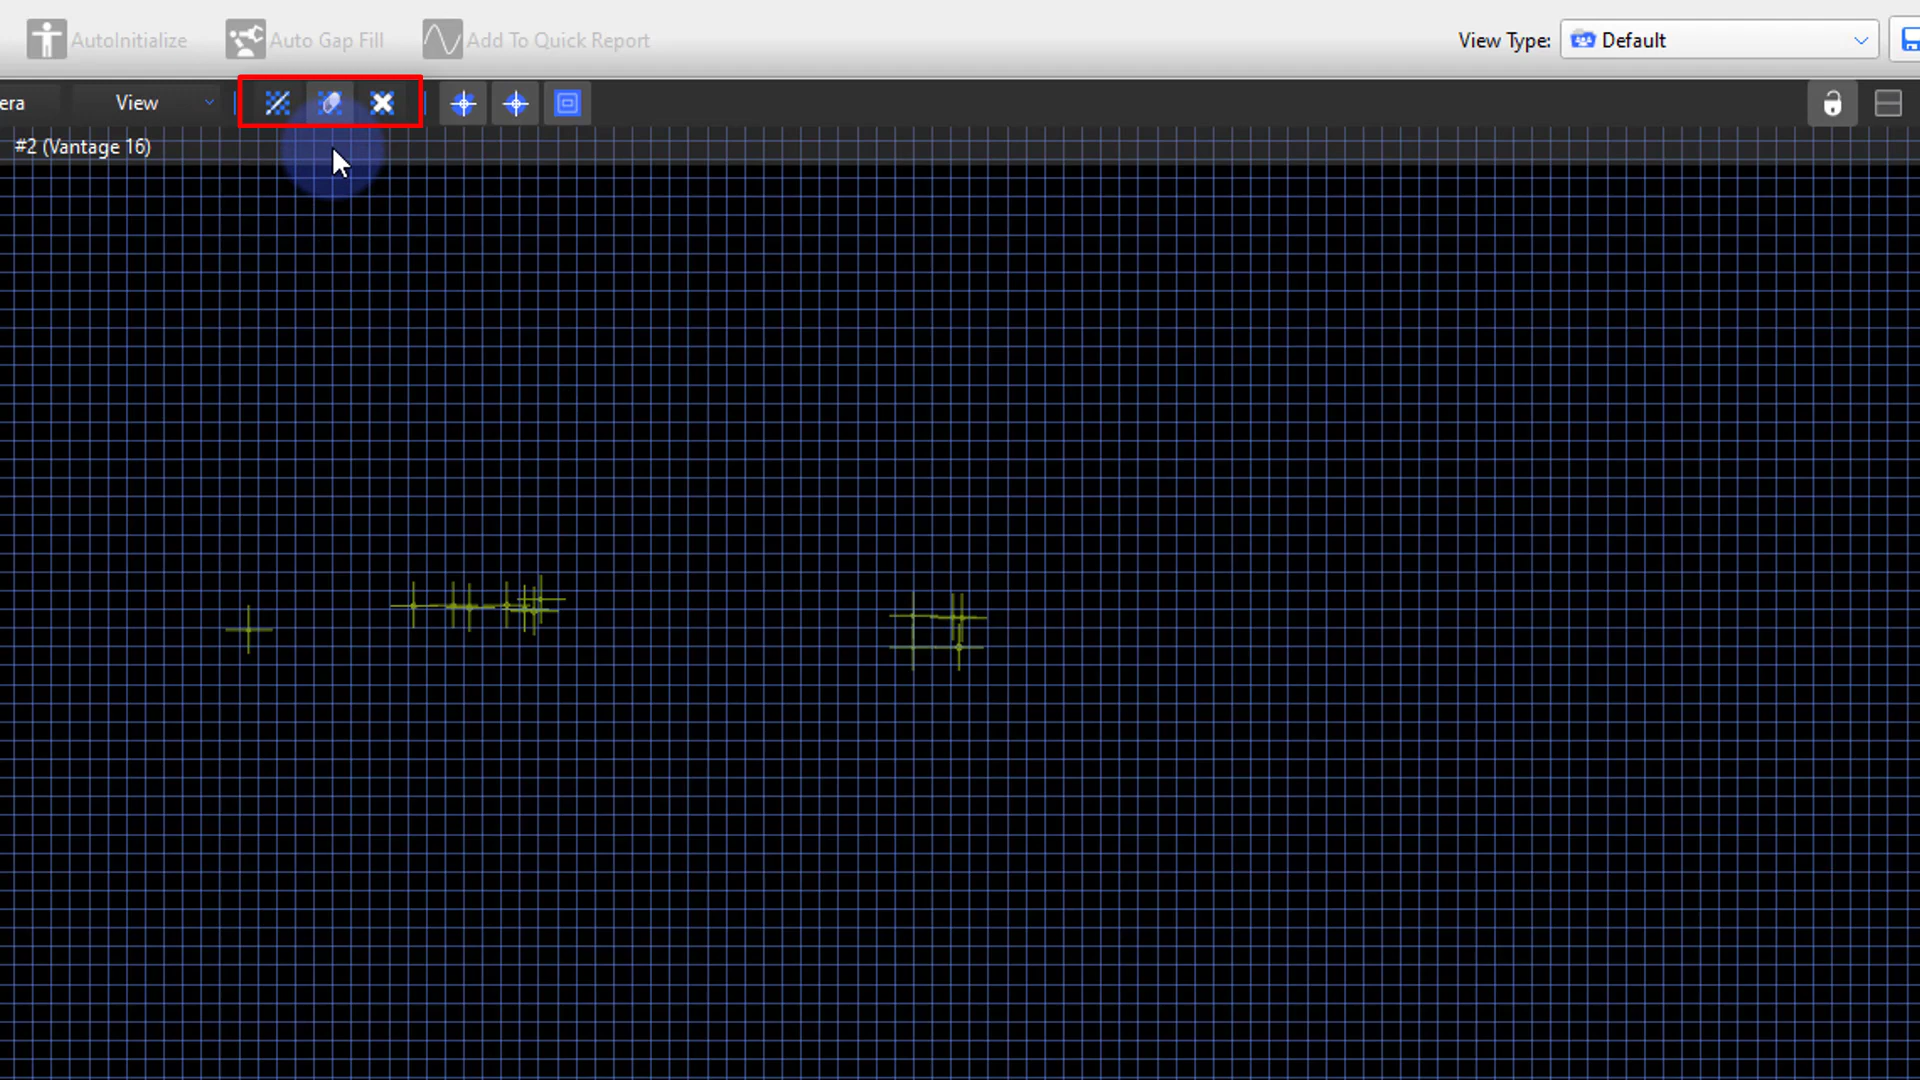 AutoInitialize Auto Gap Fill Add To Quick Report View Type: Default
era View
#2 (Vantage 16)